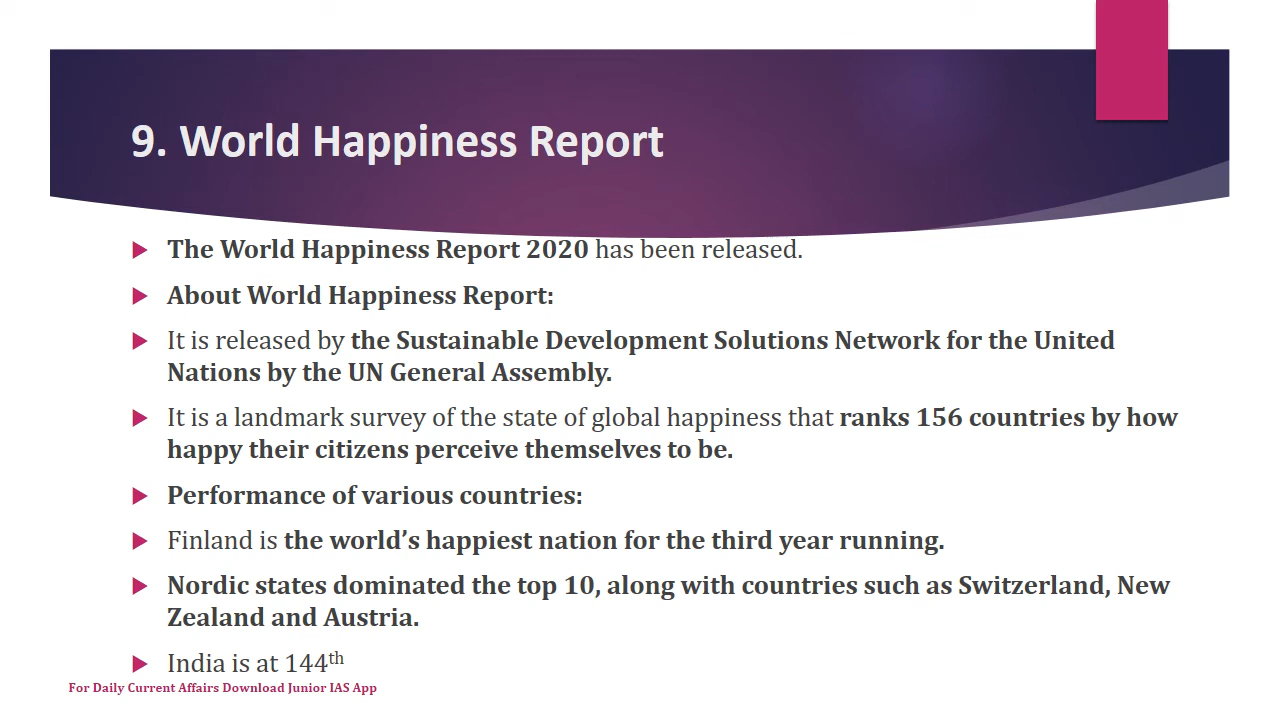 9. World Happiness Report
The World Happiness Report 2020 has been released.
About World Happiness Report:
It is released by the Sustainable Development Solutions Network for the United
Nations by the UN General Assembly.
It is a landmark survey of the state of global happiness that ranks 156 countries by how
happy their citizens perceive themselves to be.
Performance of various countries:
Finland is the world’s happiest nation for the third year running.
Nordic states dominated the top 10, along with countries such as Switzerland, New
Zealand and Austria.
India is at 144th
For Daily Current Affairs Download Junior IAS App